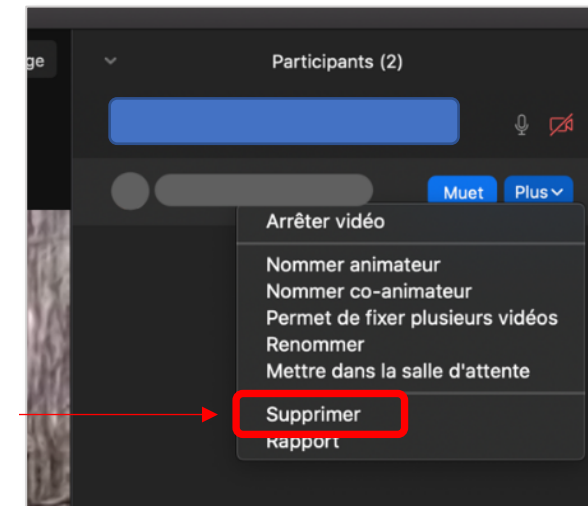 ge
Participants (2)
Muet
Plus
Arrêter vidéo
Nommer animateur
Nommer co-animateur
Permet de fixer plusieurs vidéos
Renommer
Mettre dans la salle d'attente
Supprimer
Rapport